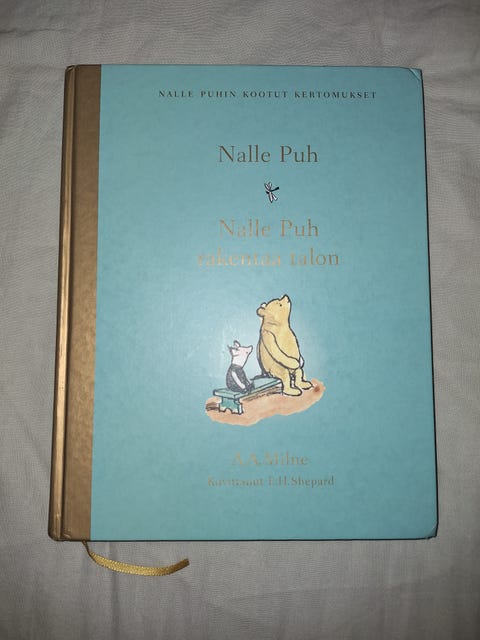 NALLE PUHIN KOOTUT KERTOMUKSET
Nalle Puh
Nalle Puh
rakentaa talon
A.A.Milne
Kuvittanut E.H.Shepard